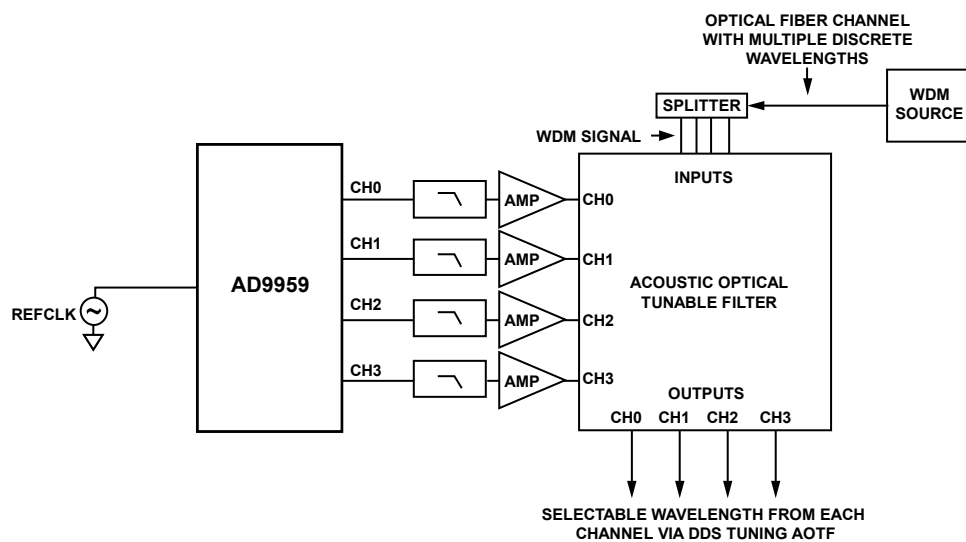 OPTICAL FIBER CHANNEL
WITH MULTIPLE DISCRETE
WAVELENGTHS
WDM
SOURCE
SPLITTER
WDM SIGNAL
INPUTS
CH0
AMP
CH0
CH1
AMP
CH1
AD9959
ACOUSTIC OPTICAL
TUNABLE FILTER
REFCLK
CH2
AMP
CH2
CH3
AMP
CH3
OUTPUTS
CH0 CH1 CH2 CH3
SELECTABLE WAVELENGTH FROM EACH
CHANNEL VIA DDS TUNING AOTF